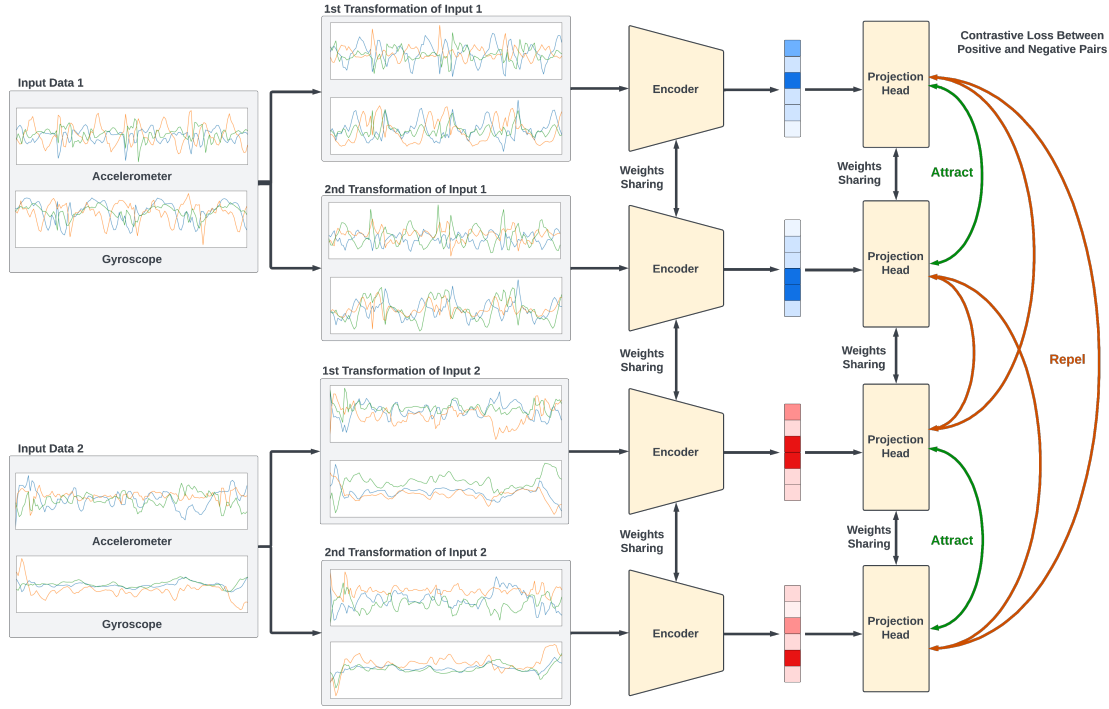 1st Transformation of Input 1
Contrastive Loss Between
Positive and Negative Pairs
Input Data 1
Accelerometer
Gyroscope
Encoder
Projection
Head
Weights
Sharing
Weights
Sharing
Attract
2nd Transformation of Input 1
Encoder
Projection
Head
Weights
Sharing
Weights
Sharing
Repel
1st Transformation of Input 2
Input Data 2
Accelerometer
Gyroscope
Encoder
Projection
Head
Weights
Sharing
Weights
Sharing
Attract
2nd Transformation of Input 2
Encoder
Projection
Head